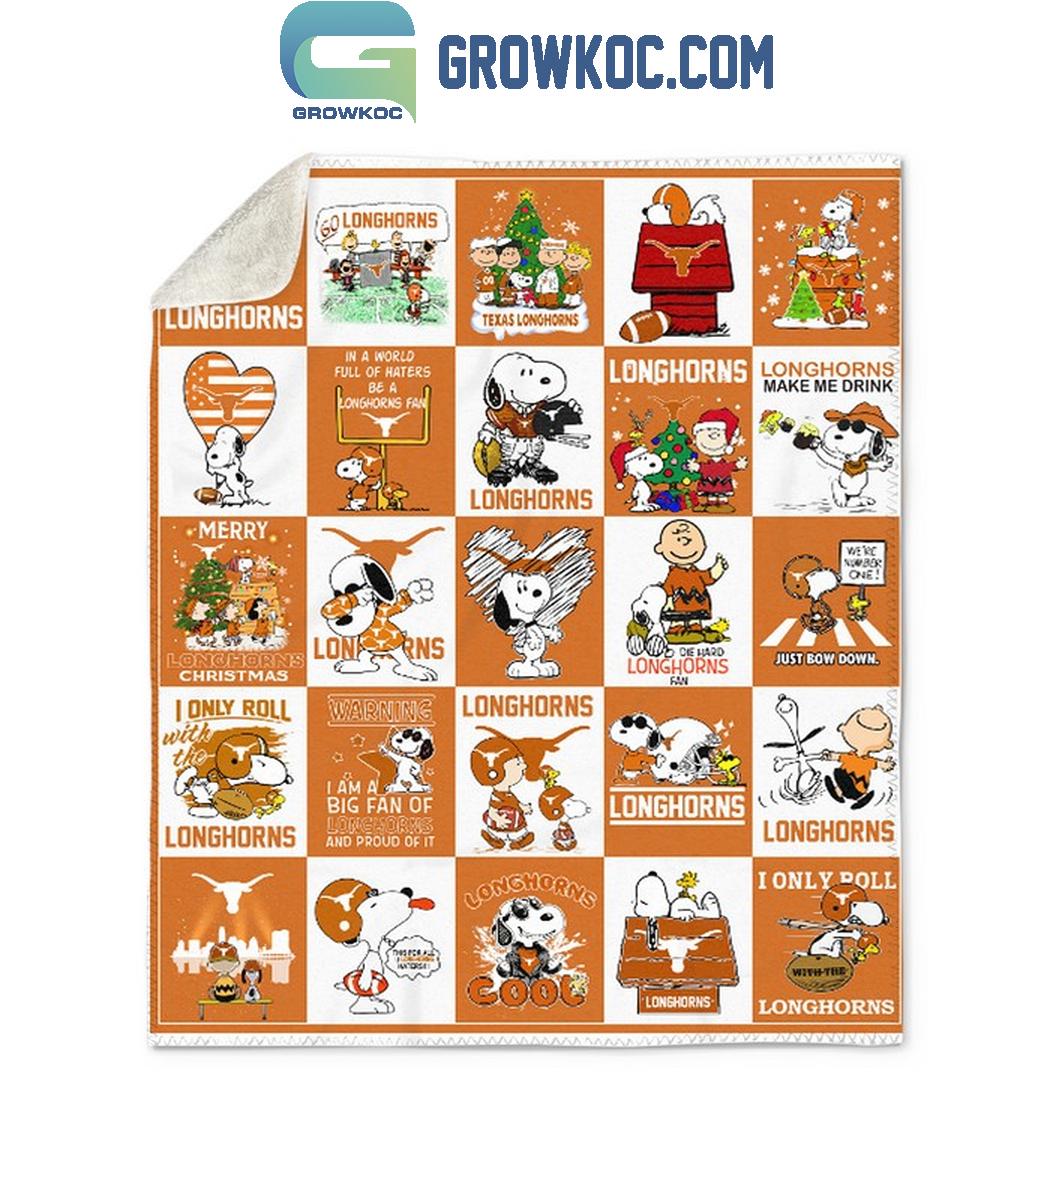 GROWKOC
GROWKOC.COM
LONGHORNS
GO LONGHORNS
TEXAS LONGHORNS
IN A WORLD
FULL OF HATERS
BE A
LONGHORNS FAN
LONGHORNS
LONGHORNS
LONGHORNS
MAKE ME DRINK
MERRY
LONGHORNS
CHRISTMAS
LON RNS
DIE HARD
LONGHORNS
FAN
WE'RE
NUMBER
ONE!
JUST BOW DOWN.
I ONLY ROLL
with
the
LONGHORNS
WARNING
I AM A
BIG FAN OF
LONGHORNS
AND PROUD OF IT
LONGHORNS
LONGHORNS
LONGHORNS
THIS FOR ALL
LONGHORNS
HATERS!!
LONGHORNS
COOL
LONGHORNS
I ONLY ROLL
WITH THE
LONGHORNS